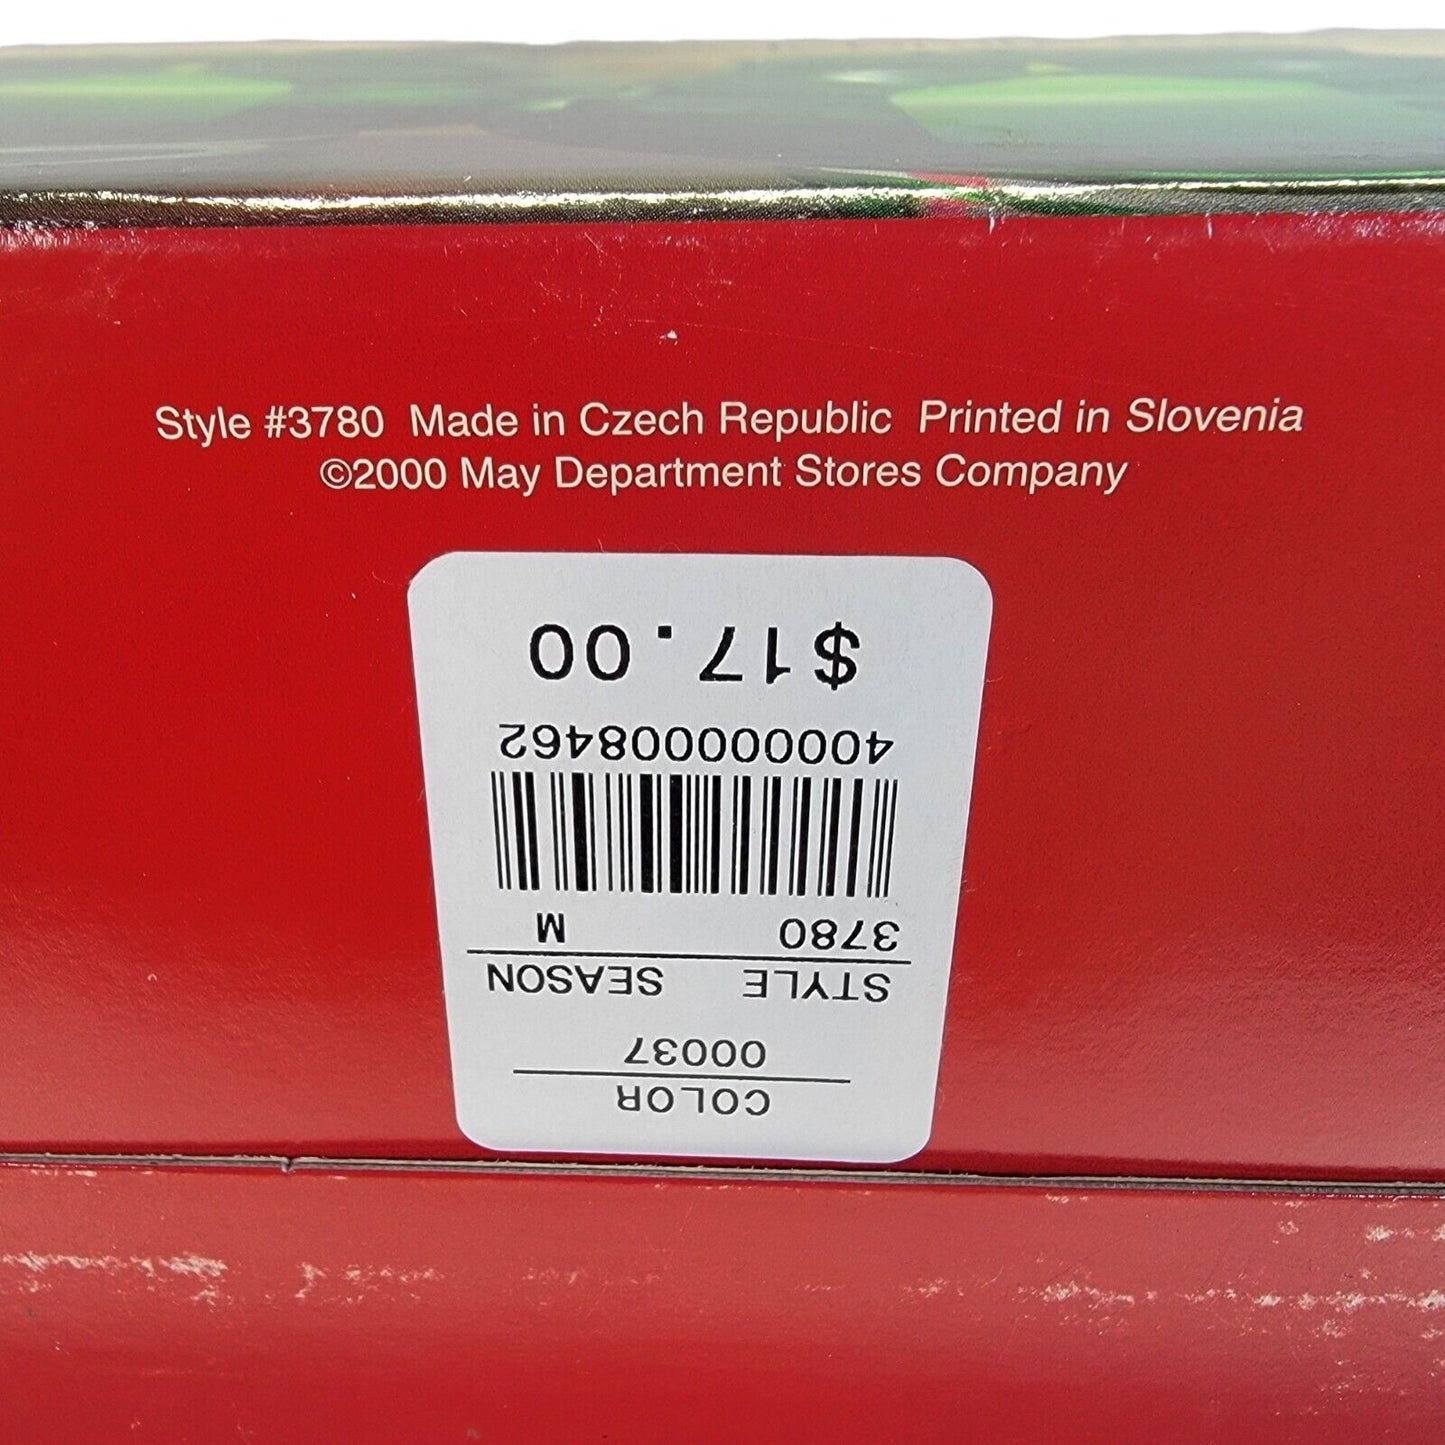 Style #3780 Made in Czech Republic Printed in Slovenia
©2000 May Department Stores Company
COLOR
00037
STYLE SEASON
3780 M
400000008462
$17.00